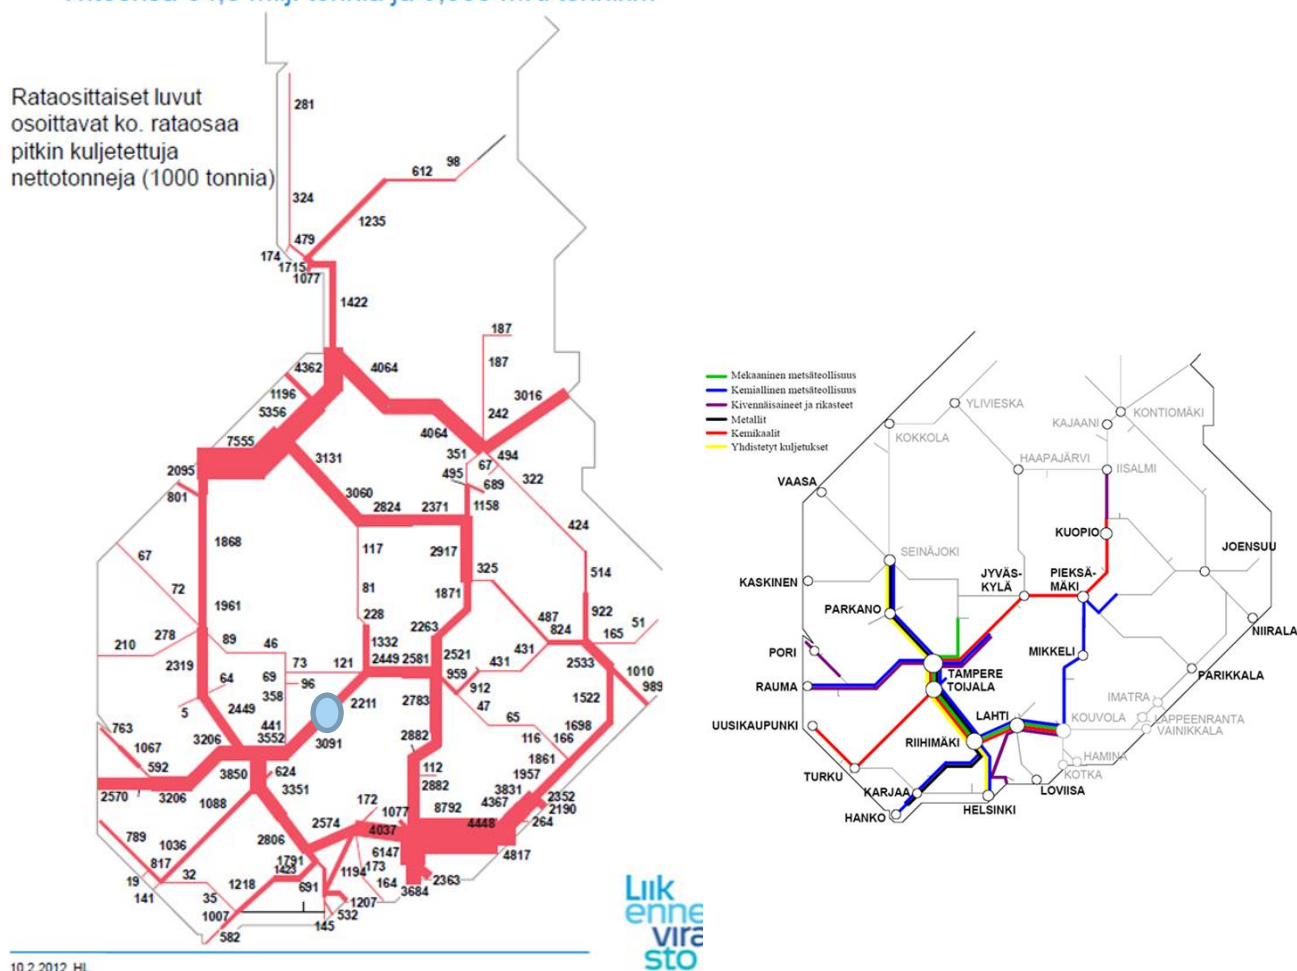 Rataosittaiset luvut
osoittavat ko. rataosaa
pitkin kuljetettuja
nettotonneja (1000 tonnia)
281
324
479
174
1715
1077
98
612
1235
1422
4362
4064
1196
5356
7555
2095
801
187
187
3016
242
4064
351
494
67
495
689
322
3131
3060
2824
2371
1158
424
1868
117
2917
514
325
67
72
81
1871
1961
228
487
922
51
278
89
46
1332
2263
824
165
210
2319
73
121
2449
2581
2521
431
431
2533
1010
989
64
69
96
959
912
358
2211
2783
47
1522
5
2449
441
65
763
3206
3552
3091
2882
116
166
1698
1067
592
3850
624
112
1861
2570
3206
1088
3351
2882
1957
3831
2352
172
1077
8792
4367
2190
789
1036
2806
2574
4037
4448
264
817
1791
1423
6147
4817
19
32
1194
173
141
1218
691
164
2363
35
3684
1007
1207
532
145
582
Liik
enne
vira
sto
10.2.2012 HL
Mekaaninen metsäteollisuus
Kemiallinen metsäteollisuus
Kivennäisaineet ja rikasteet
Metallit
Kemikaalit
Yhdistetyt kuljetukset
YLIVIESKA
KONTIOMÄKI
KAJAANI
KOKKOLA
HAAPAJÄRVI
IISALMI
VAASA
KUOPIO
SEINÄJOKI
JOENSUU
KASKINEN
JYVÄS-
KYLÄ
PIEKSÄ-
MÄKI
PARKANO
NIIRALA
PORI
MIKKELI
TAMPERE
PARIKKALA
RAUMA
TOIJALA
IMATRA
UUSIKAUPUNKI
LAHTI
KOUVOLA
LAPPEENRANTA
VAINIKKALA
RIIHIMÄKI
HAMINA
KOTKA
TURKU
KARJAA
LOVIISA
HANKO
HELSINKI